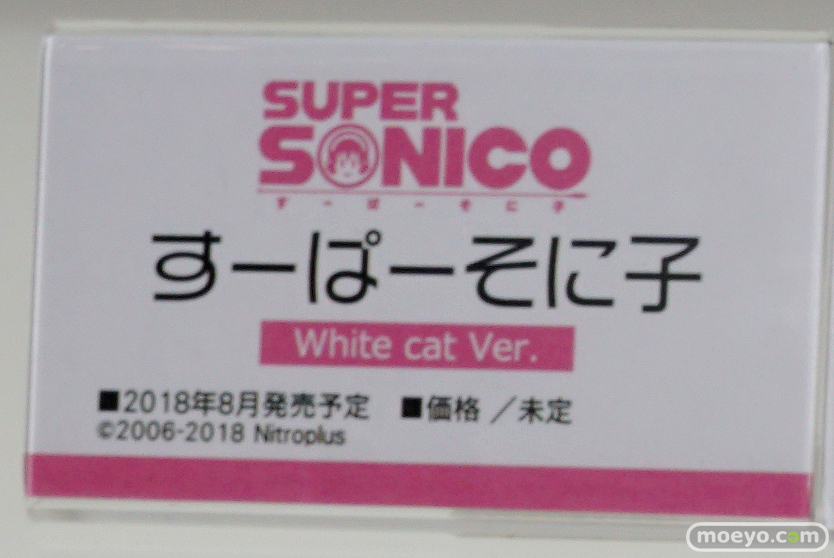 SUPER
SONICO
すーぱーそに子
すーぱーそに子
White cat Ver.
■2018年8月発売予定 ■価格 ／未定
©2006-2018 Nitroplus
moeyo.com